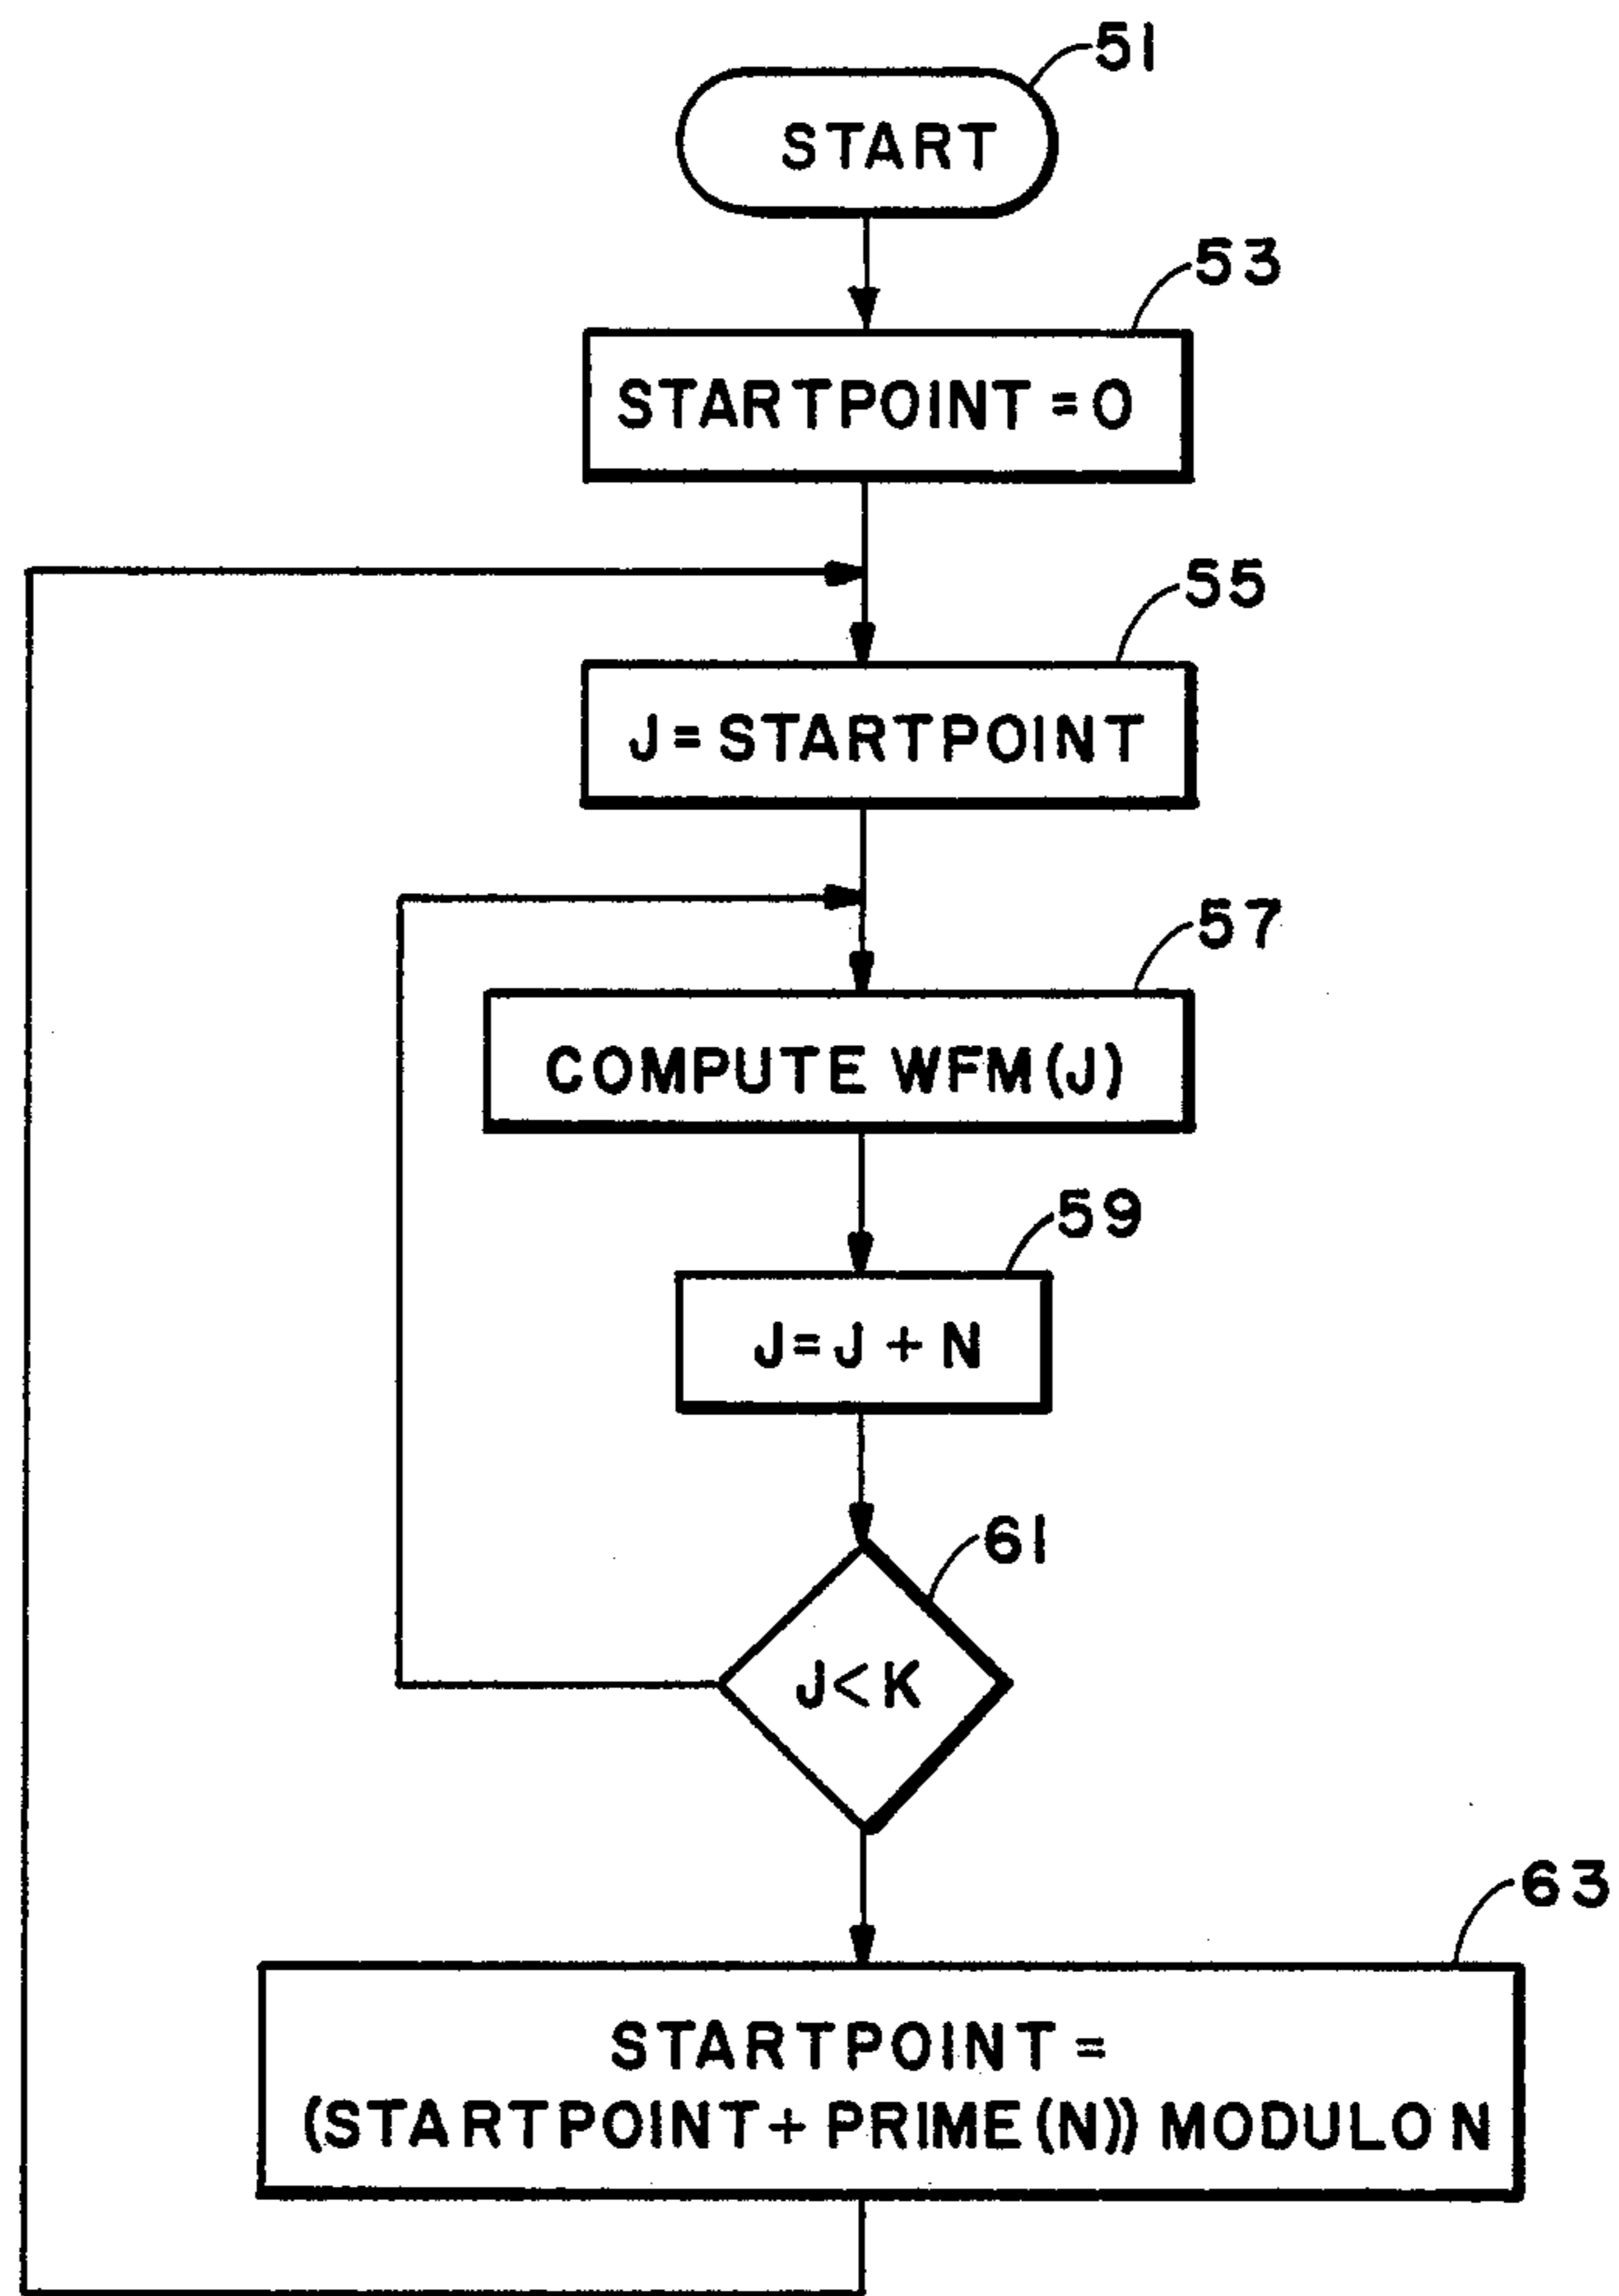 51
START
53
STARTPOINT = 0
55
J = STARTPOINT
57
COMPUTE WFM(J)
59
J = J + N
61
J < K
63
STARTPOINT =
(STARTPOINT + PRIME(N)) MODULO N